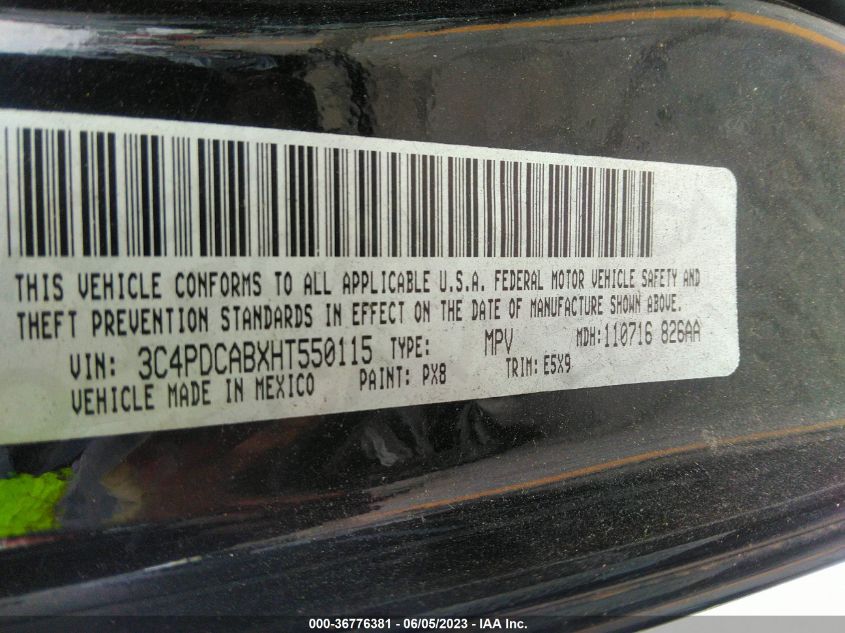 THIS VEHICLE CONFORMS TO ALL APPLICABLE U.S.A. FEDERAL MOTOR VEHICLE SAFETY AND
THEFT PREVENTION STANDARDS IN EFFECT ON THE DATE OF MANUFACTURE SHOWN ABOVE.
VIN: 3C4PDCABXHT550115 TYPE: MPV MDH:110716 826AA
VEHICLE MADE IN MEXICO PAINT: PX8 TRIM: E5X9
000-36776381 - 06/05/2023 - IAA Inc.